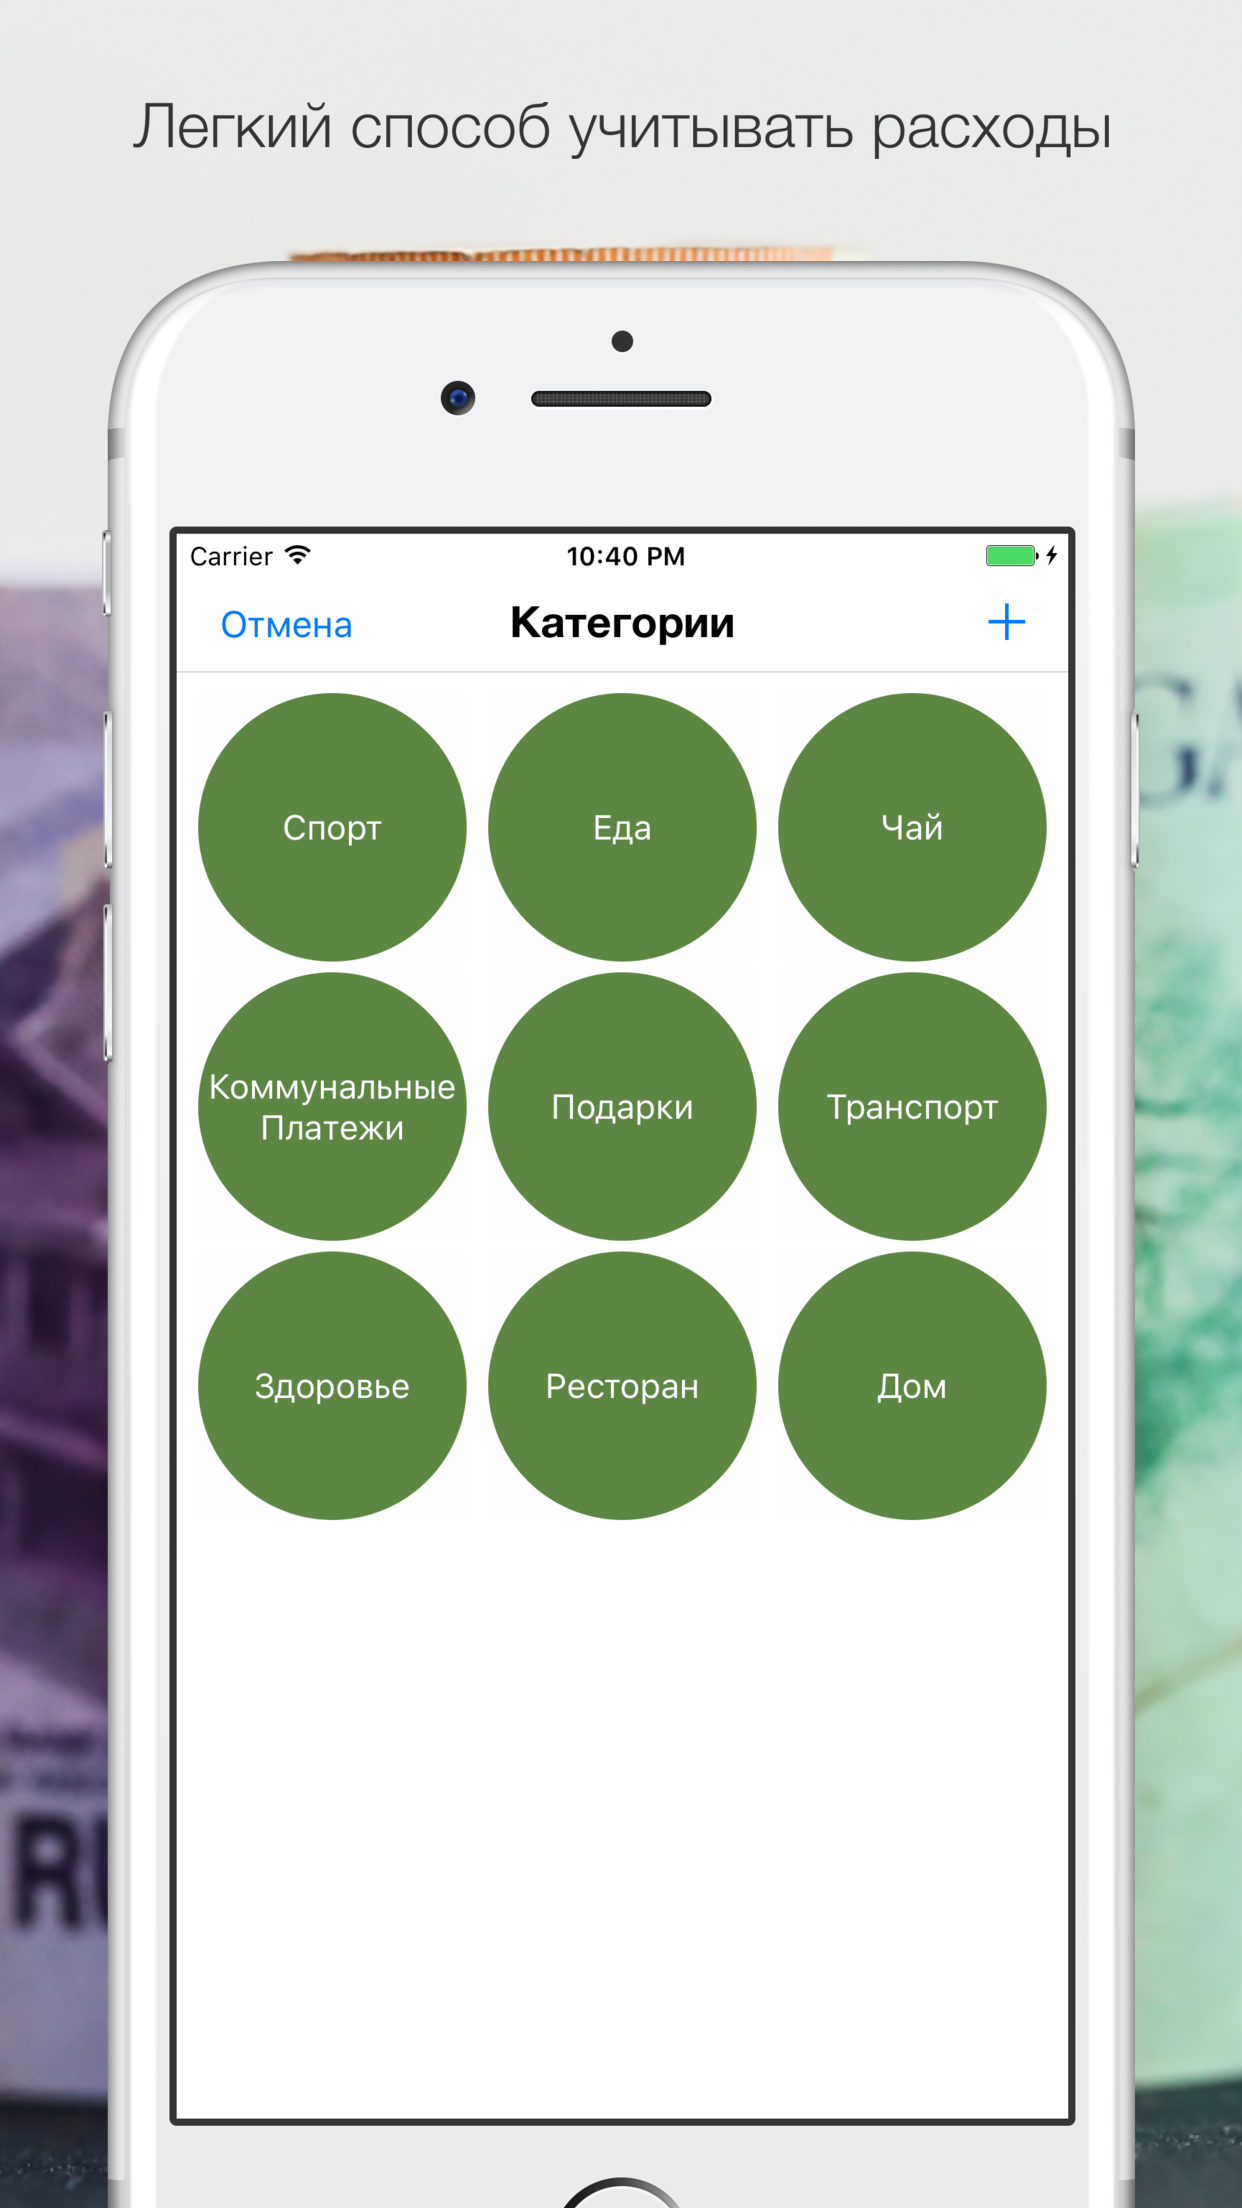 Легкий способ учитывать расходы
Carrier 10:40 PM
Отмена Категории +
Спорт Еда Чай
Коммунальные
Платежи Подарки Транспорт
Здоровье Ресторан Дом